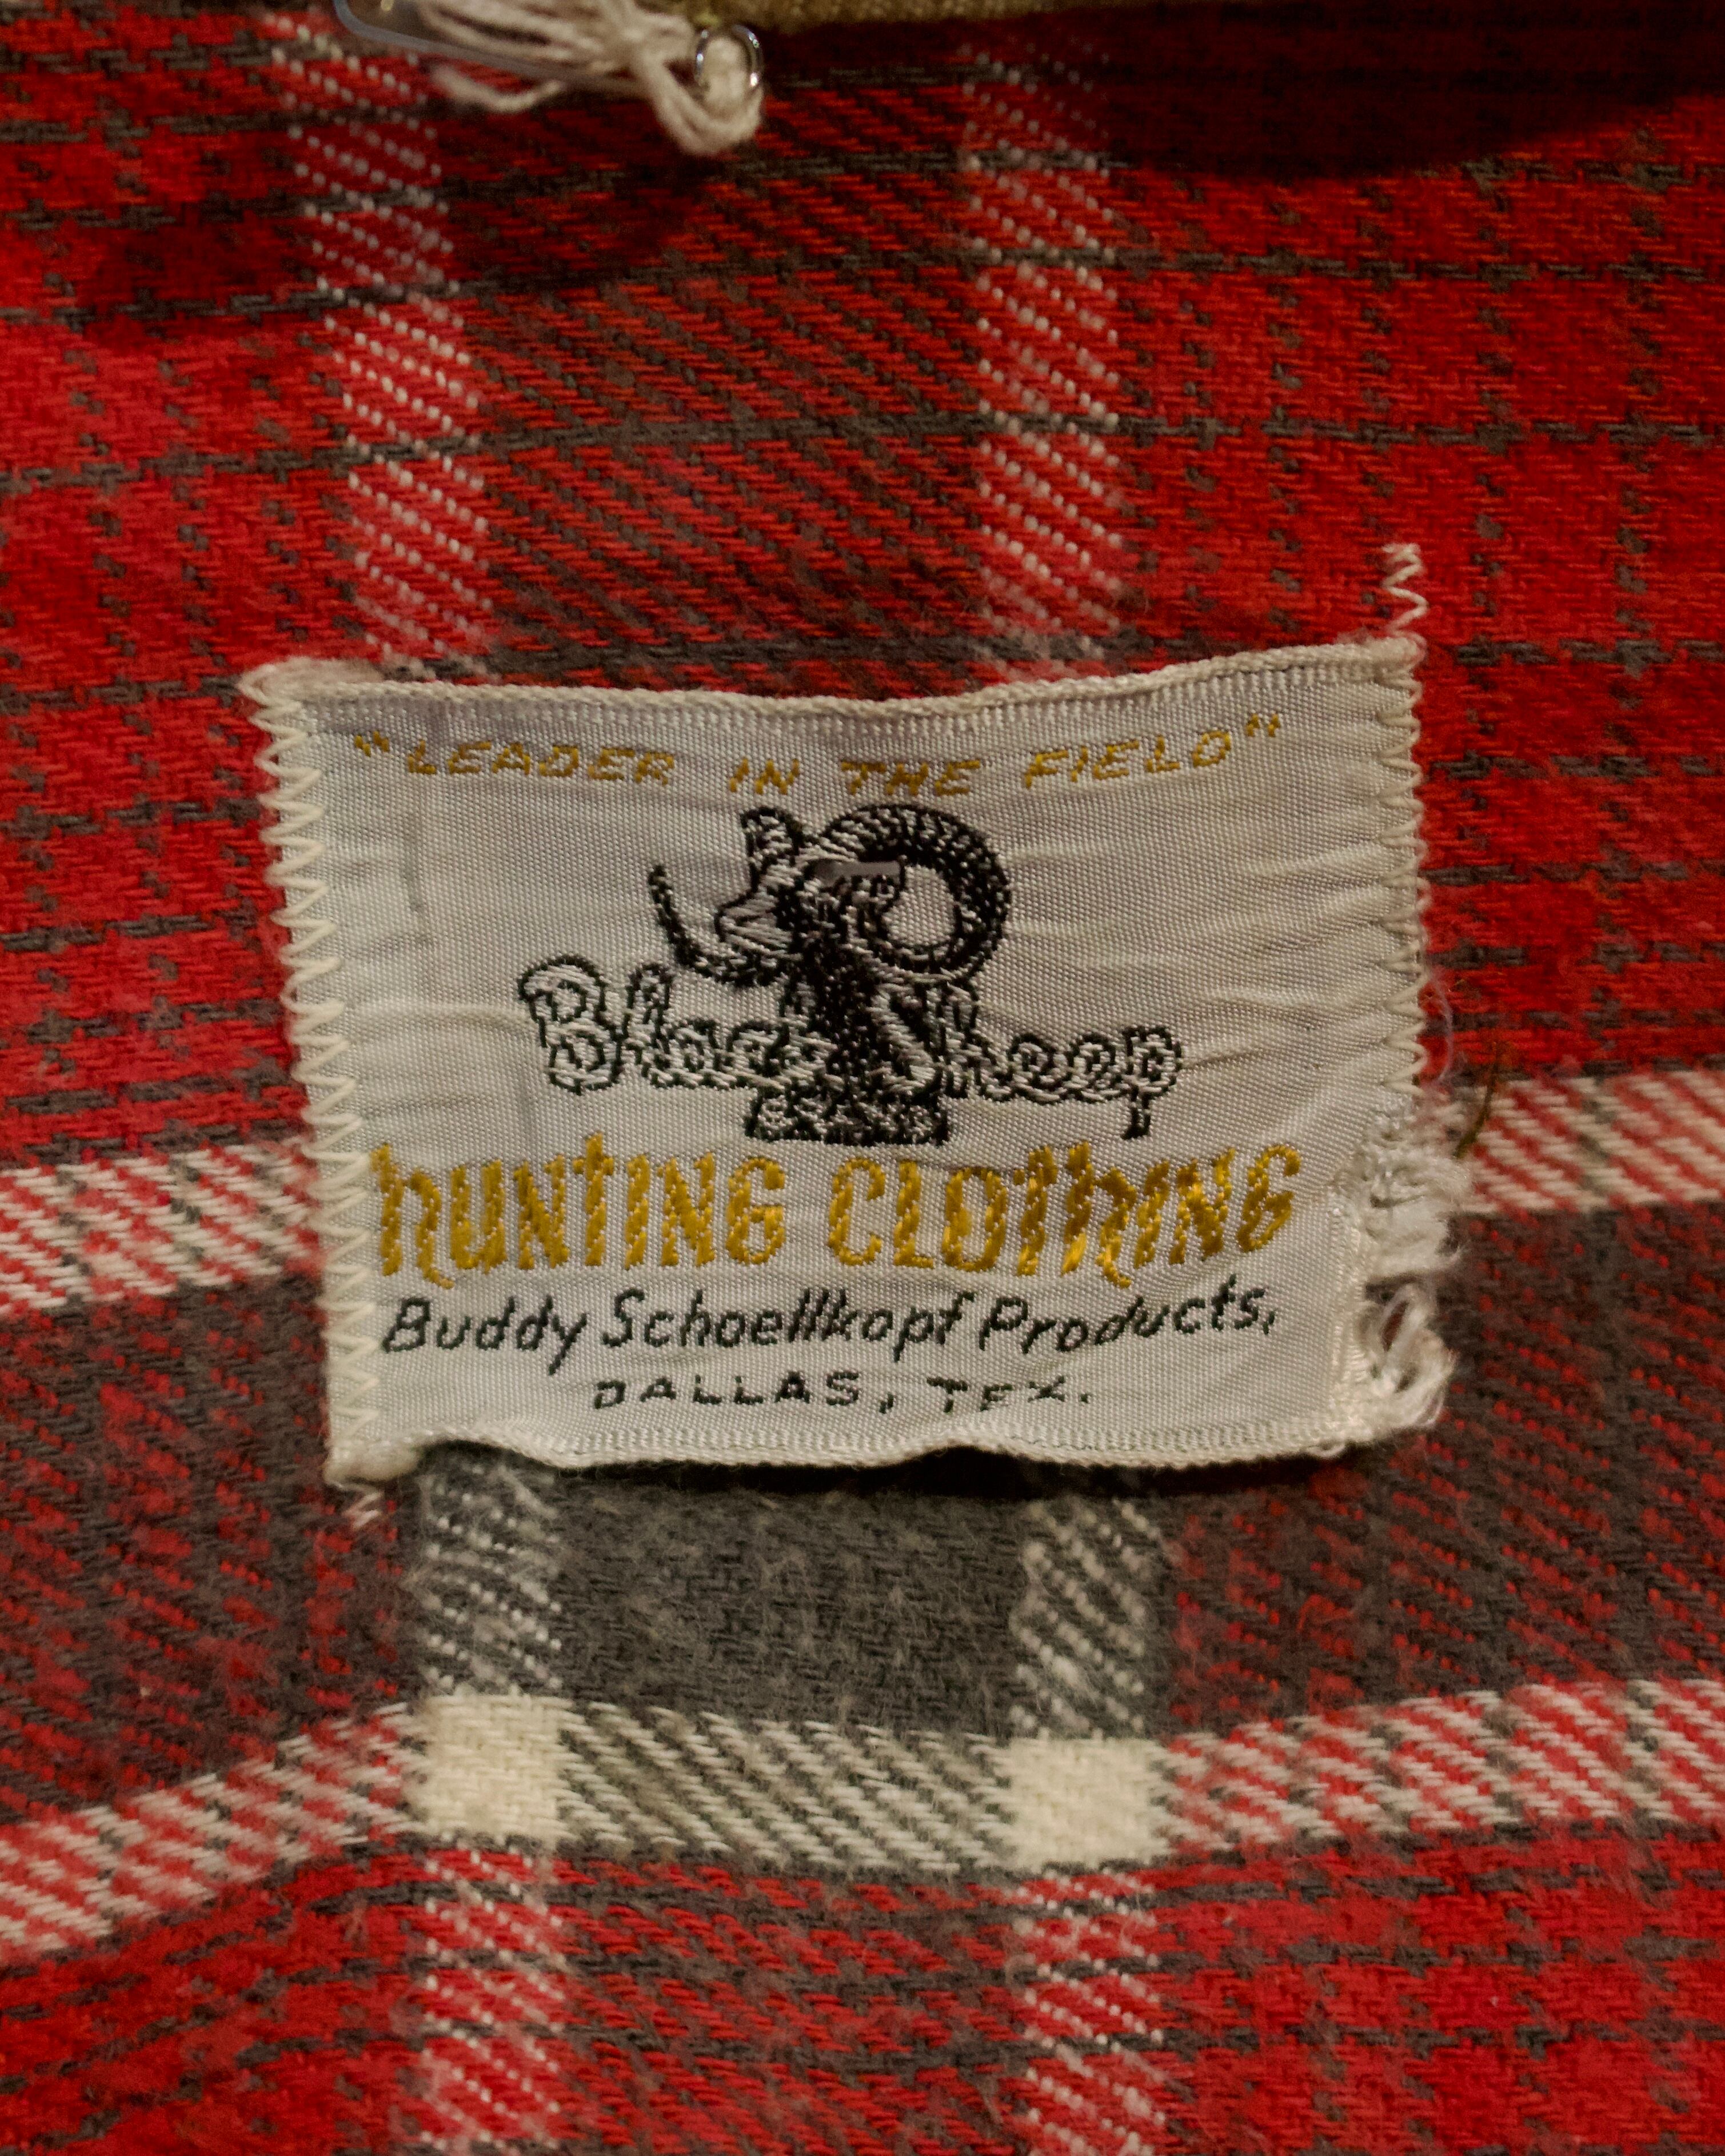 "LEADER IN THE FIELD"
Black Sheep
HUNTING CLOTHING
Buddy Schoellkopf Products,
DALLAS, TEX.